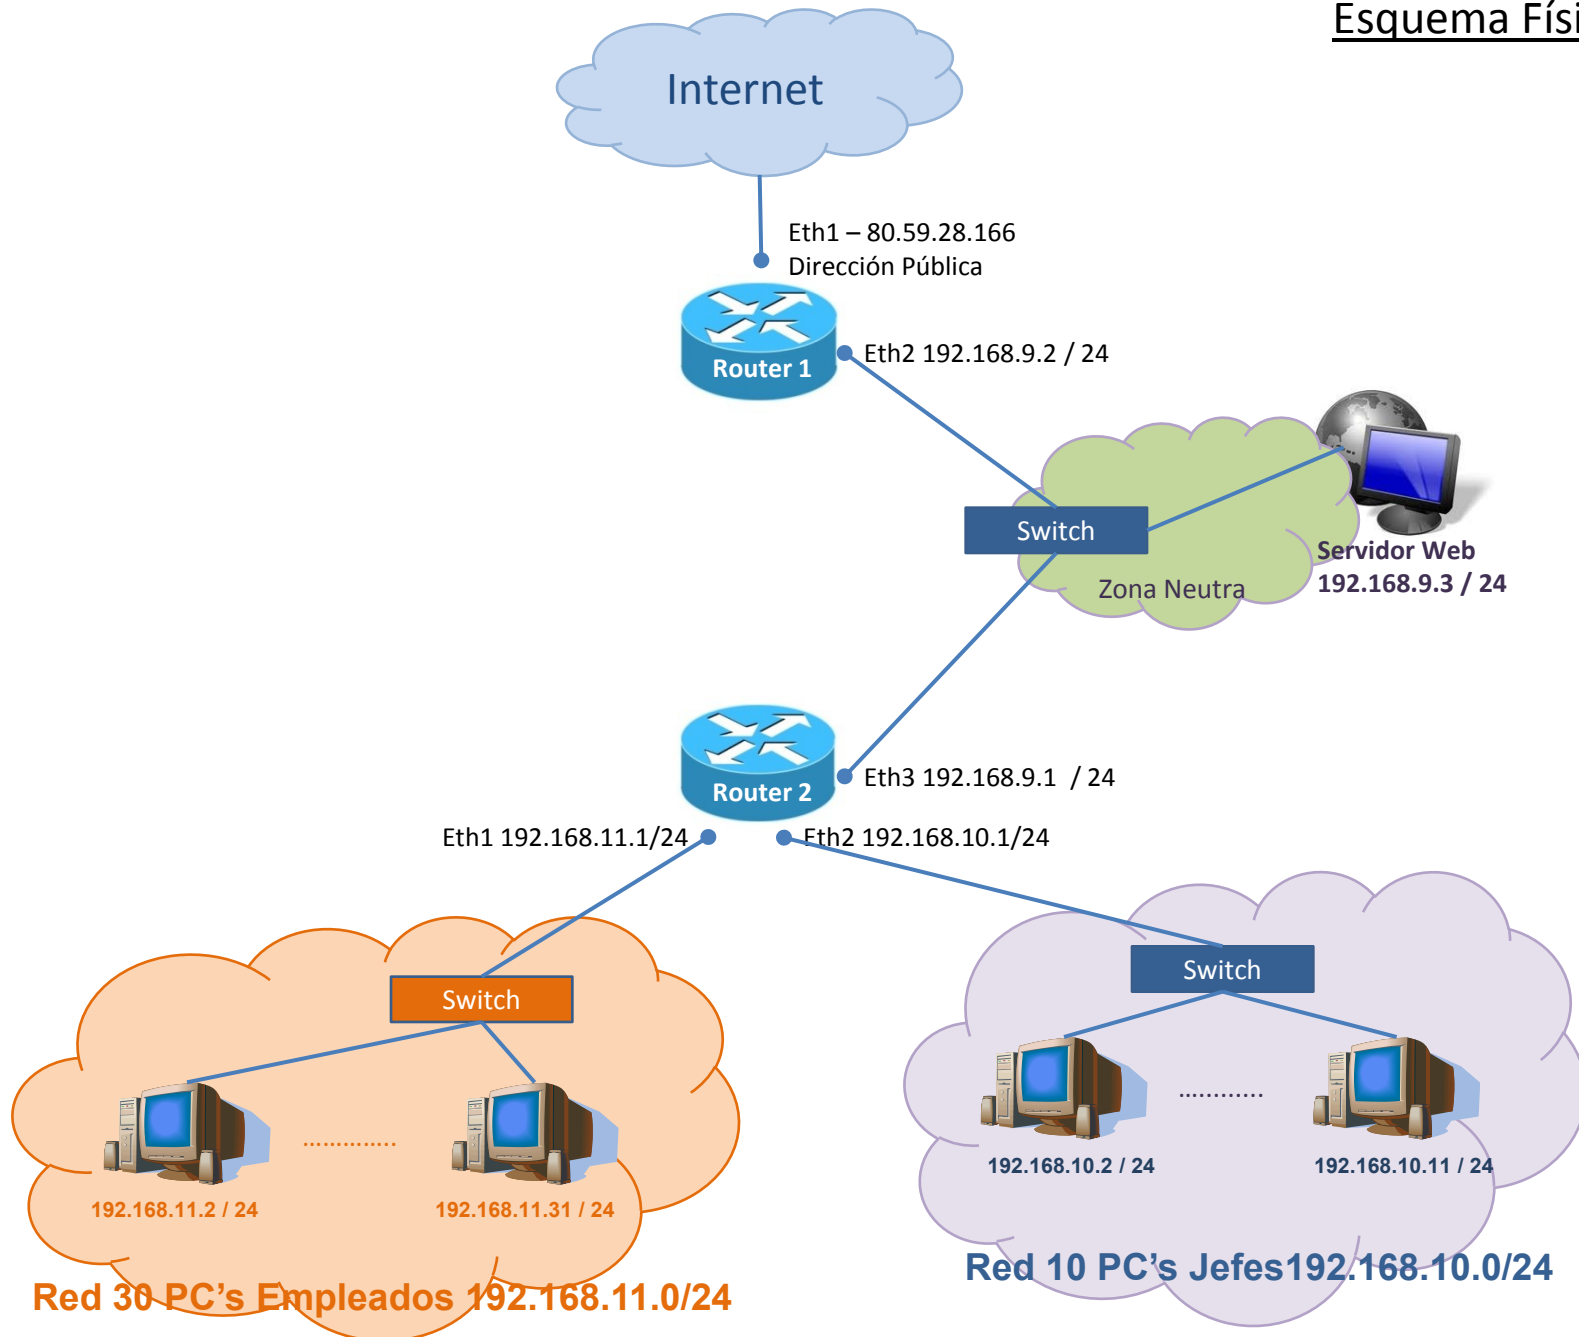 Esquema Físi
Internet
Eth1 – 80.59.28.166
Dirección Pública
Router 1
Eth2 192.168.9.2 / 24
Switch
Zona Neutra
Servidor Web
192.168.9.3 / 24
Router 2
Eth3 192.168.9.1 / 24
Eth1 192.168.11.1/24
Eth2 192.168.10.1/24
Switch
Switch
.............
............
192.168.11.2 / 24
192.168.11.31 / 24
192.168.10.2 / 24
192.168.10.11 / 24
Red 30 PC's Empleados 192.168.11.0/24
Red 10 PC's Jefes192.168.10.0/24